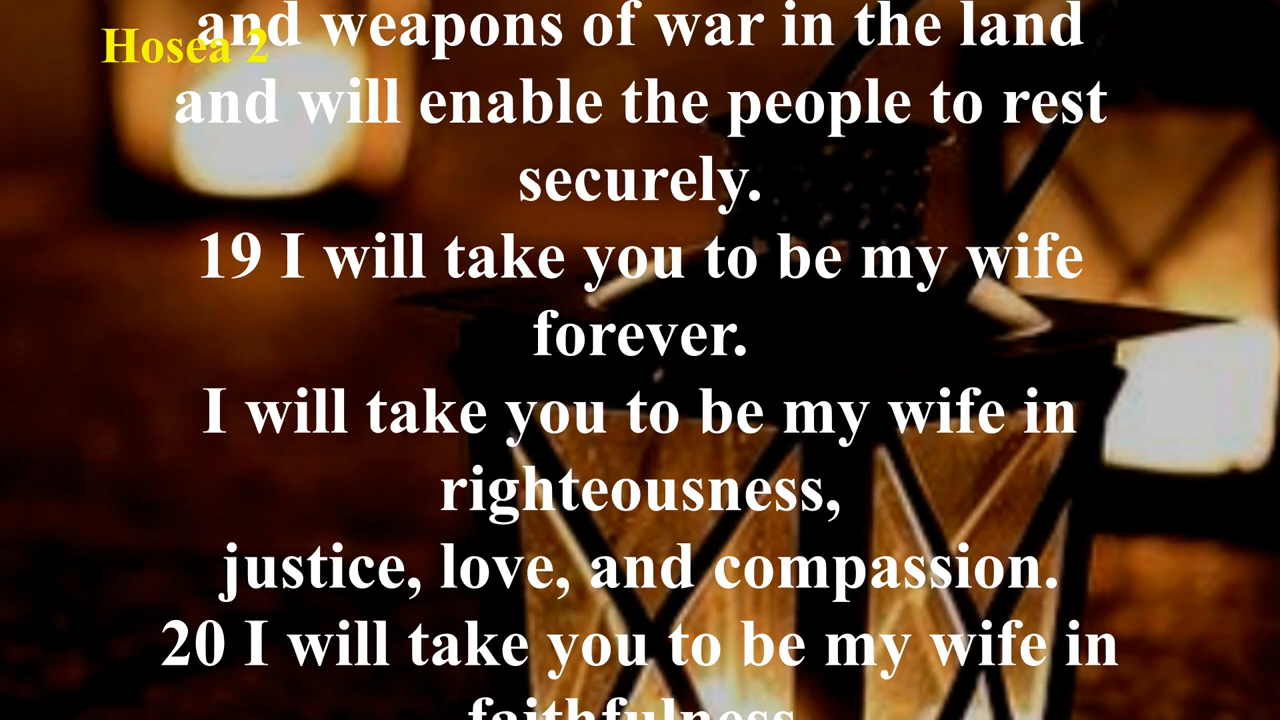 Hosea 2
and weapons of war in the land
and will enable the people to rest
securely.
19 I will take you to be my wife
forever.
I will take you to be my wife in
righteousness,
justice, love, and compassion.
20 I will take you to be my wife in
faithfulness